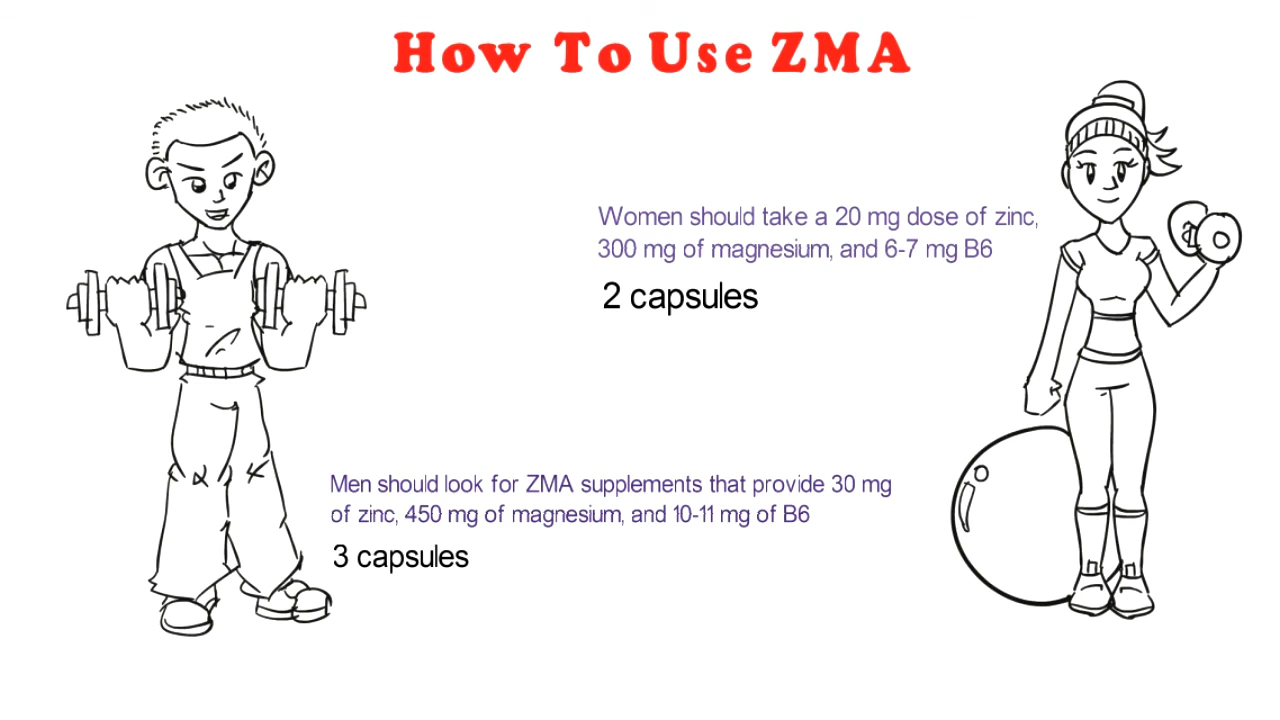 How To Use ZMA
Women should take a 20 mg dose of zinc,
300 mg of magnesium, and 6-7 mg B6
2 capsules
Men should look for ZMA supplements that provide 30 mg
of zinc, 450 mg of magnesium, and 10-11 mg of B6
3 capsules